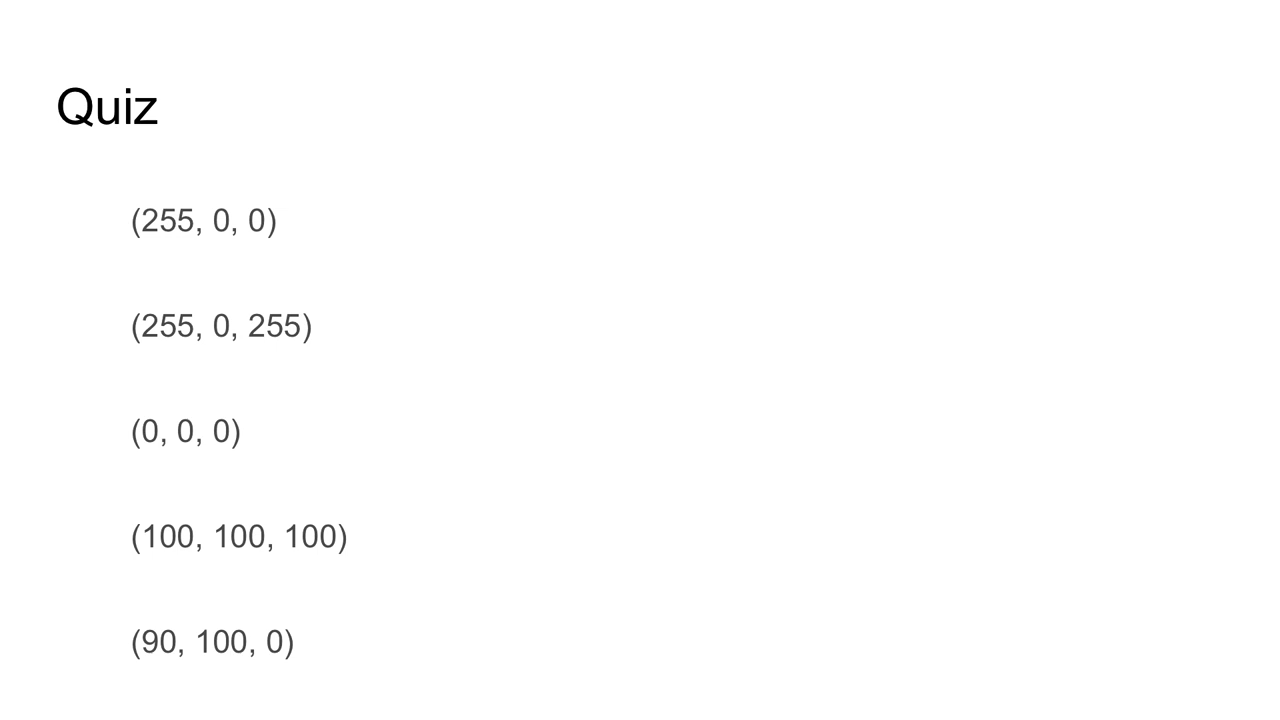 Quiz
(255, 0, 0)
(255, 0, 255)
(0, 0, 0)
(100, 100, 100)
(90, 100, 0)